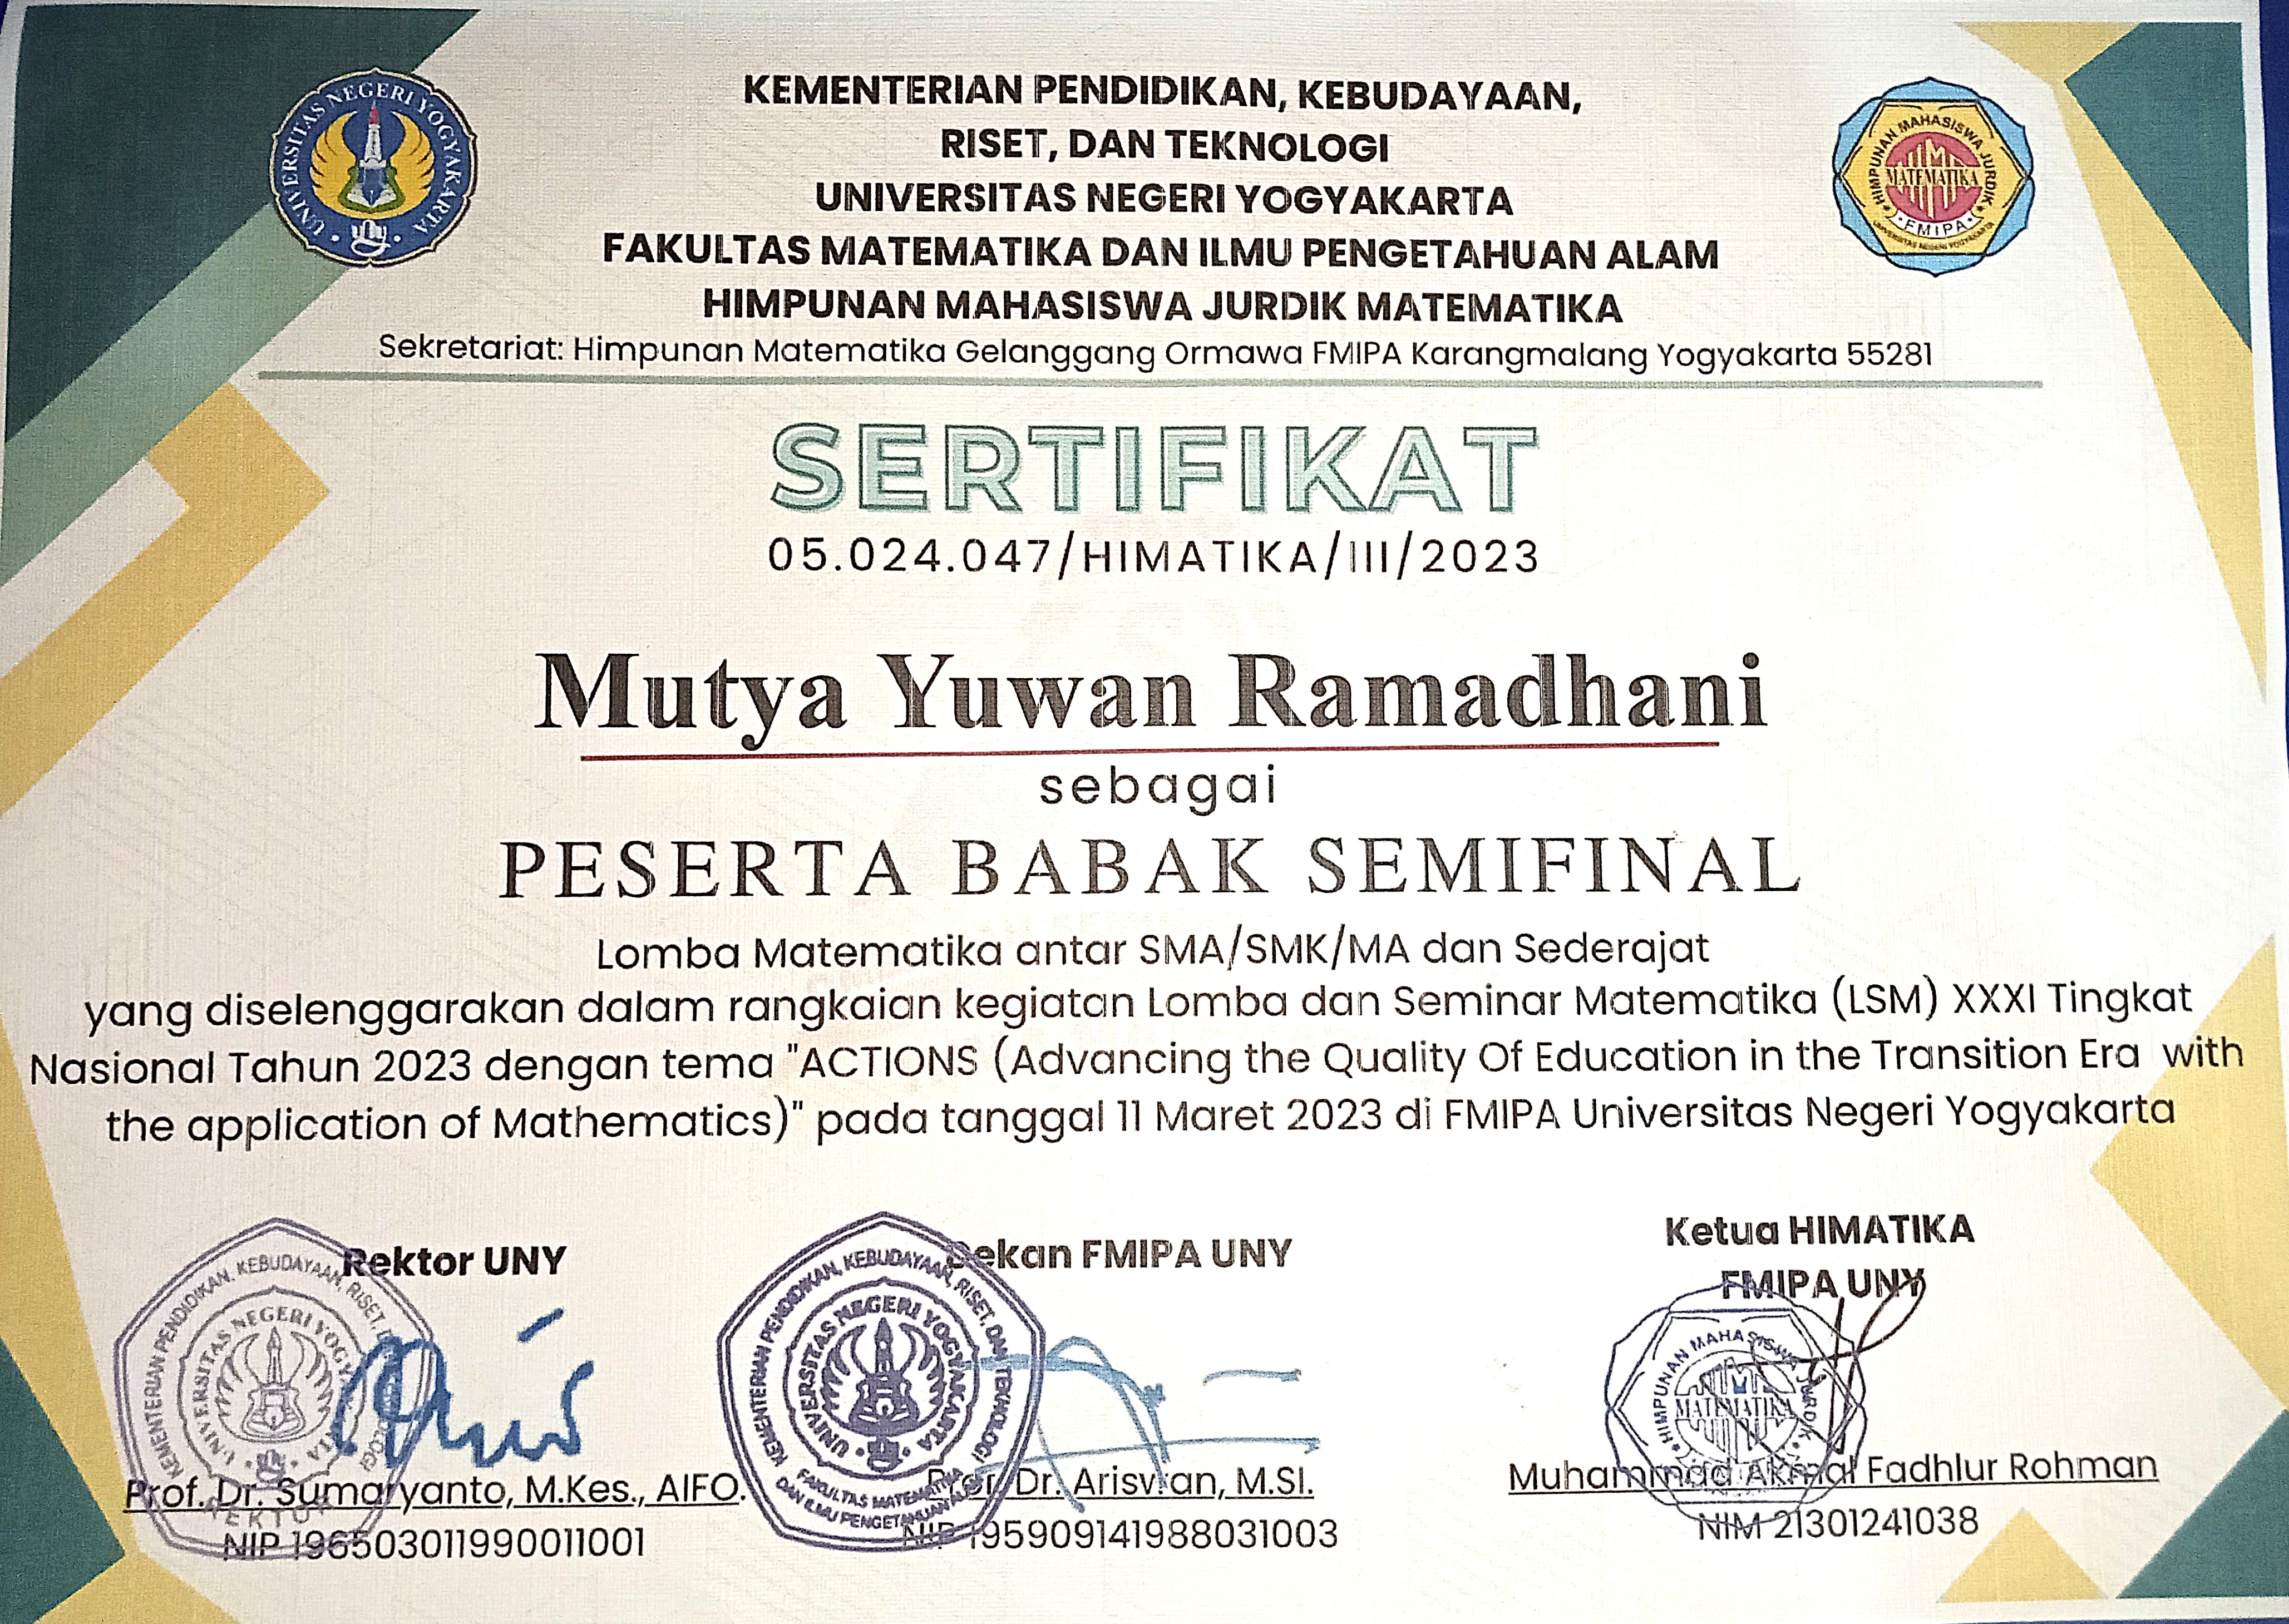 KEMENTERIAN PENDIDIKAN, KEBUDAYAAN,
RISET, DAN TEKNOLOGI
UNIVERSITAS NEGERI YOGYAKARTA
FAKULTAS MATEMATIKA DAN ILMU PENGETAHUAN ALAM
HIMPUNAN MAHASISWA JURDIK MATEMATIKA
Sekretariat: Himpunan Matematika Gelanggang Ormawa FMIPA Karangmalang Yogyakarta 55281
UNIVERSITAS NEGERI YOGYAKARTA
HIMPUNAN MAHASISWA JURDIK
MATEMATIKA
FMIPA
UNIVERSITAS NEGERI YOGYAKARTA
SERTIFIKAT
05.024.047/HIMATIKA/III/2023
Mutya Yuwan Ramadhani
sebagai
PESERTA BABAK SEMIFINAL
Lomba Matematika antar SMA/SMK/MA dan Sederajat
yang diselenggarakan dalam rangkaian kegiatan Lomba dan Seminar Matematika (LSM) XXXI Tingkat
Nasional Tahun 2023 dengan tema "ACTIONS (Advancing the Quality Of Education in the Transition Era with
the application of Mathematics)" pada tanggal 11 Maret 2023 di FMIPA Universitas Negeri Yogyakarta
Rektor UNY
KEMENTERIAN PENDIDIKAN, KEBUDAYAAN, RISET,
UNIVERSITAS NEGERI
REKTOR
Prof. Dr. Sumaryanto, M.Kes., AIFO.
NIP 196503011990011001
Dekan FMIPA UNY
KEMENTERIAN PENDIDIKAN, KEBUDAYAAN, RISET, DAN TEKNOLOGI
UNIVERSITAS NEGERI YOGYAKARTA
FAKULTAS MATEMATIKA
DAN ILMU PENGETAHUAN ALAM
Dr. M.SI.
NIP 195909141988031003
Ketua HIMATIKA
FMIPA UNY
HIMPUNAN MAHASISWA JURDIK
MATEMATIKA
Muhammad Akmal Fadhlur Rohman
NIM 21301241038